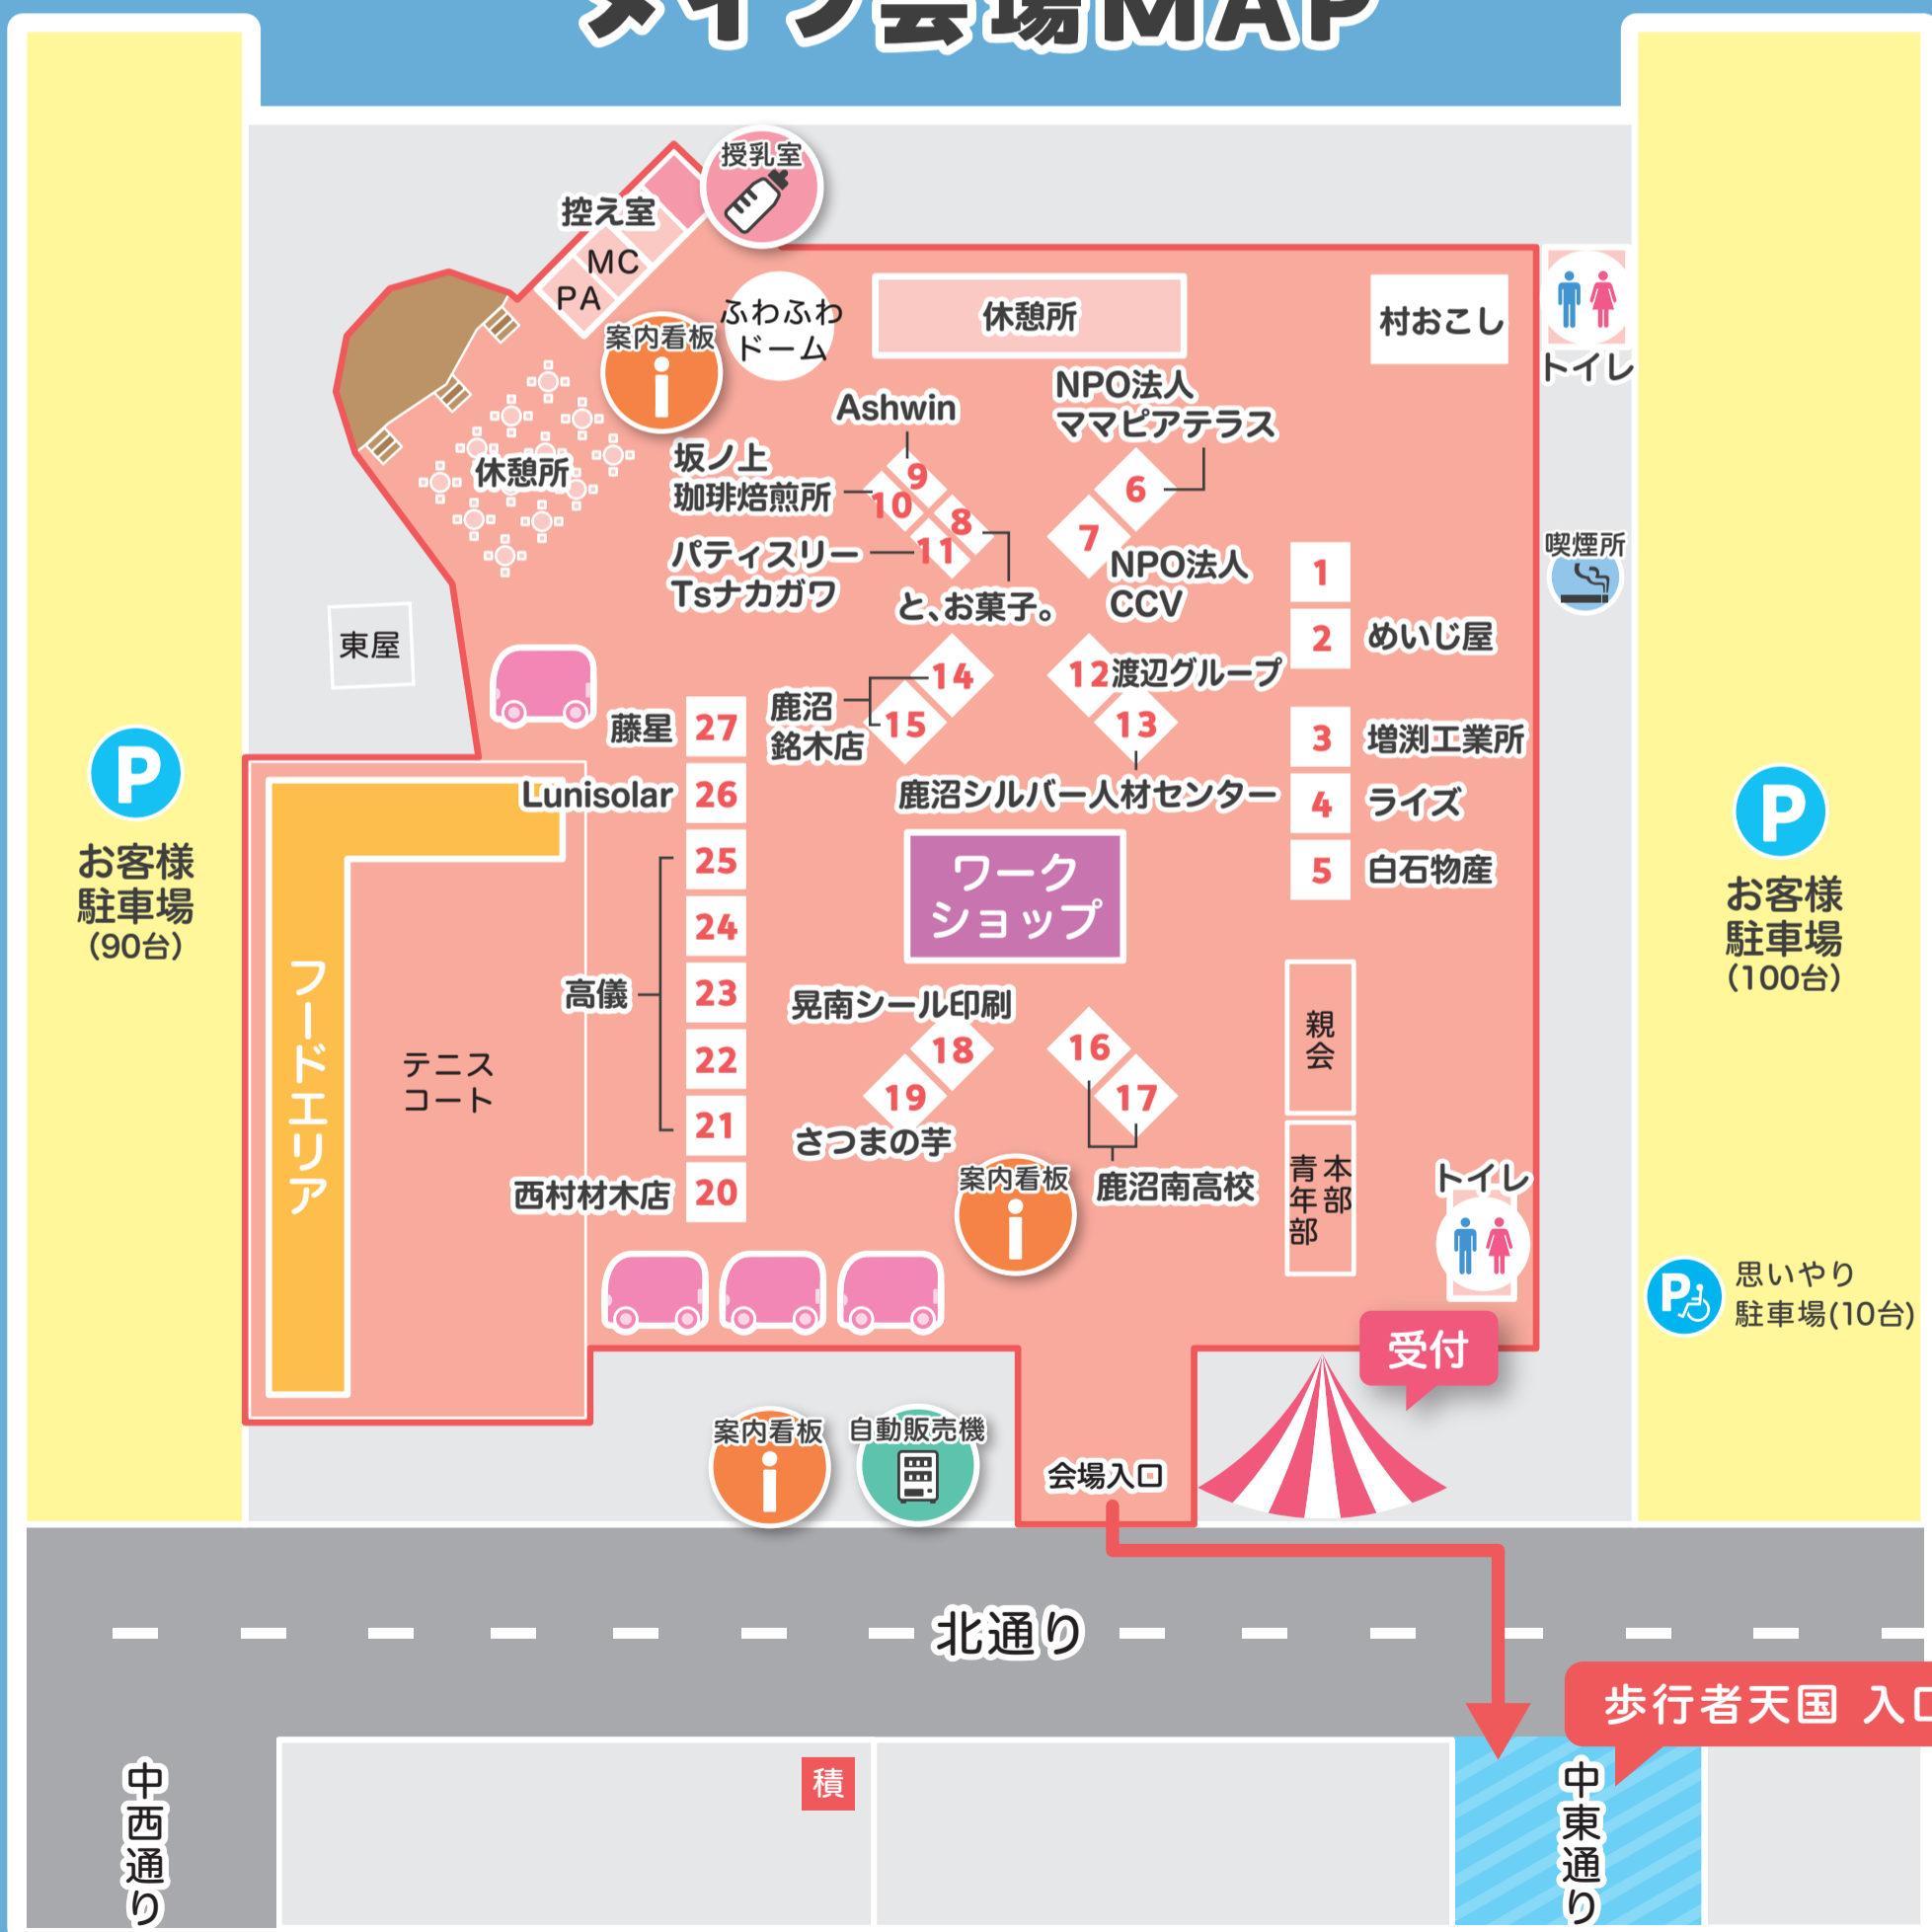 メイン会場MAP
授乳室
控え室
MC
PA
案内看板
ふわふわ
ドーム
休憩所
村おこし
トイレ
休憩所
Ashwin
NPO法人
ママピアテラス
坂ノ上
珈琲焙煎所
パティスリー
Tsナカガワ
9
10
8
11
と、お菓子。
6
7
NPO法人
CCV
喫煙所
1
2
めいじ屋
3
増渕工業所
4
ライズ
5
白石物産
東屋
14
15
鹿沼
銘木店
12
渡辺グループ
13
鹿沼シルバー人材センター
藤星
27
Lunisolar
26
25
24
23
22
21
高儀
西村材木店
20
ワーク
ショップ
P
お客様
駐車場
(90台)
P
お客様
駐車場
(100台)
フードエリア
テニス
コート
晃南シール印刷
18
19
さつまの芋
16
17
鹿沼南高校
案内看板
親会
本部
青年部
トイレ
P
思いやり
駐車場(10台)
受付
案内看板
自動販売機
会場入口
北通り
歩行者天国 入口
中西通り
積
中東通り